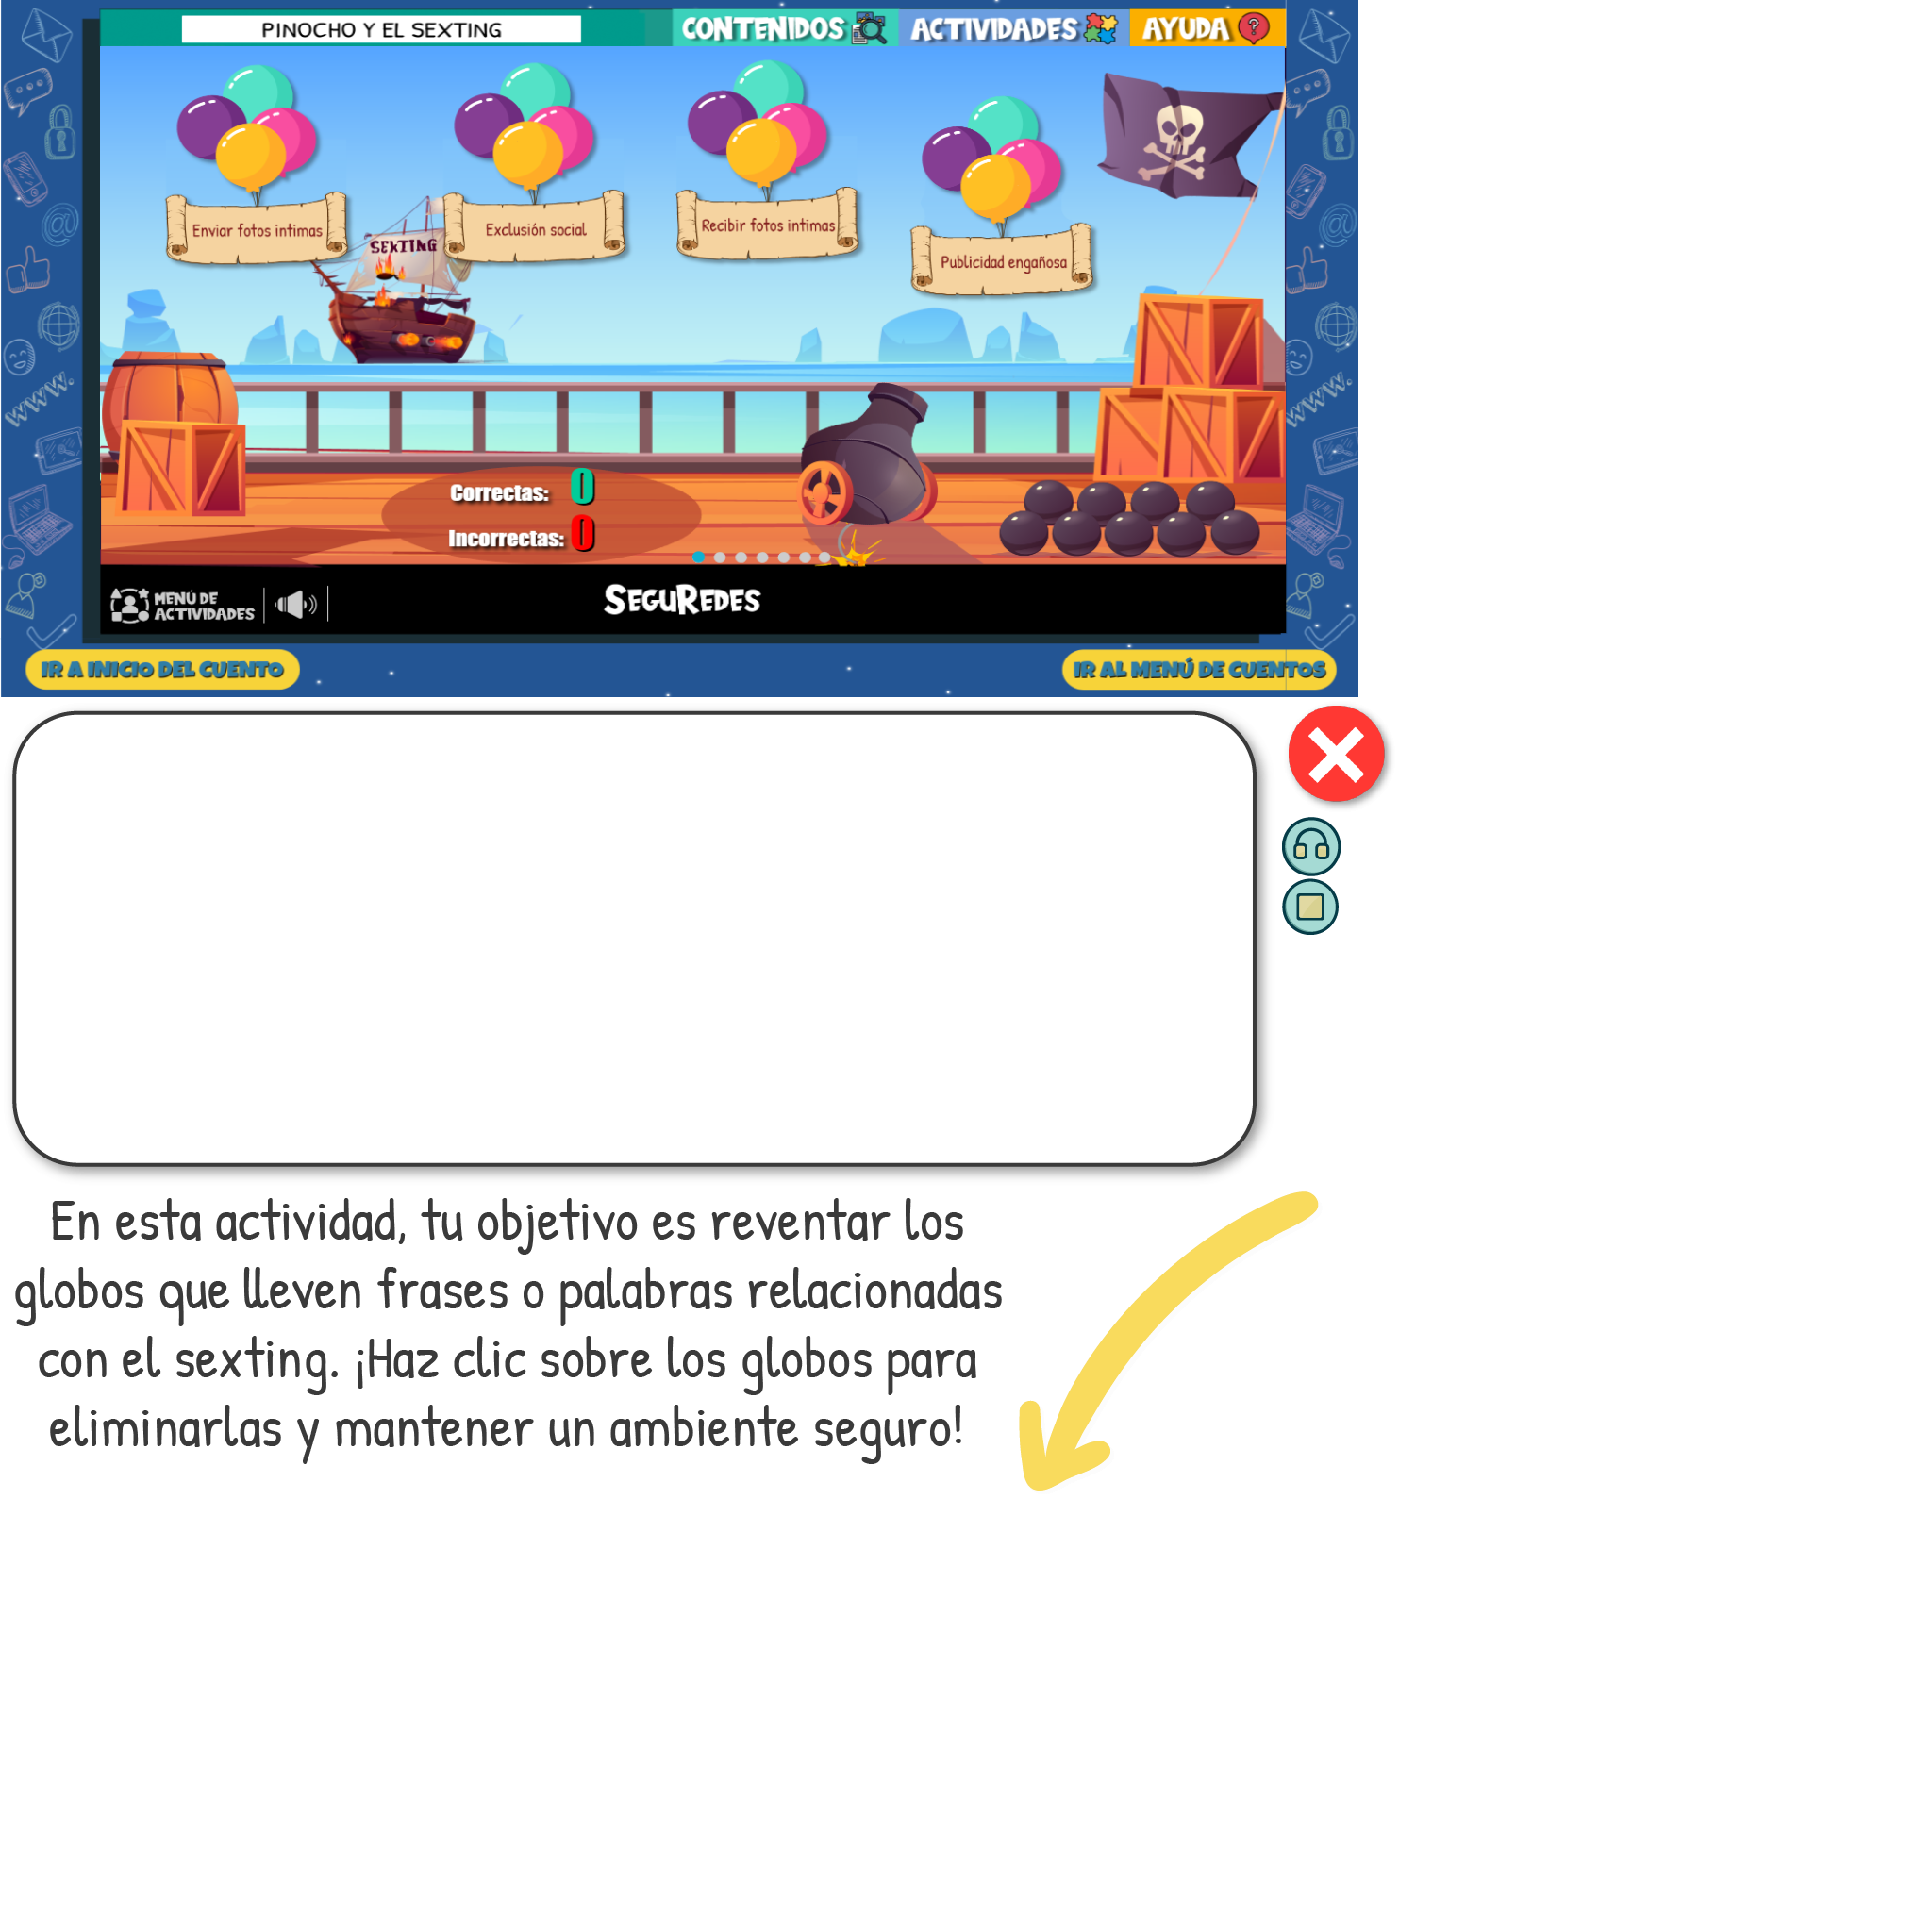 PINOCHO Y EL SEXTING
CONTENIDOS
ACTIVIDADES
AYUDA
?
Enviar fotos intimas
Exclusión social
Recibir fotos intimas
Publicidad engañosa
SEXTING
@
@
WWW.
WWW.
Correctas: 0
Incorrectas: 0
MENÚ DE
ACTIVIDADES
SEGUREDES
IR A INICIO DEL CUENTO
IR AL MENÚ DE CUENTOS
En esta actividad, tu objetivo es reventar los
globos que lleven frases o palabras relacionadas
con el sexting. ¡Haz clic sobre los globos para
eliminarlas y mantener un ambiente seguro!